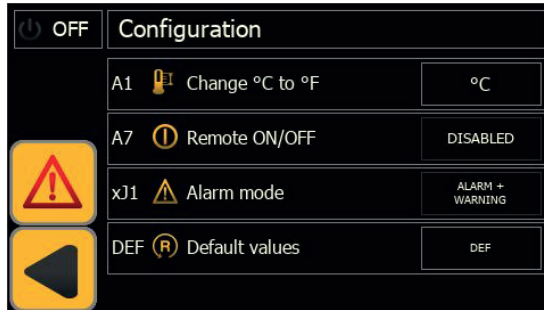 OFF Configuration
A1 Change °C to °F °C
A7 Remote ON/OFF DISABLED
xJ1 Alarm mode ALARM +
WARNING
DEF R Default values DEF